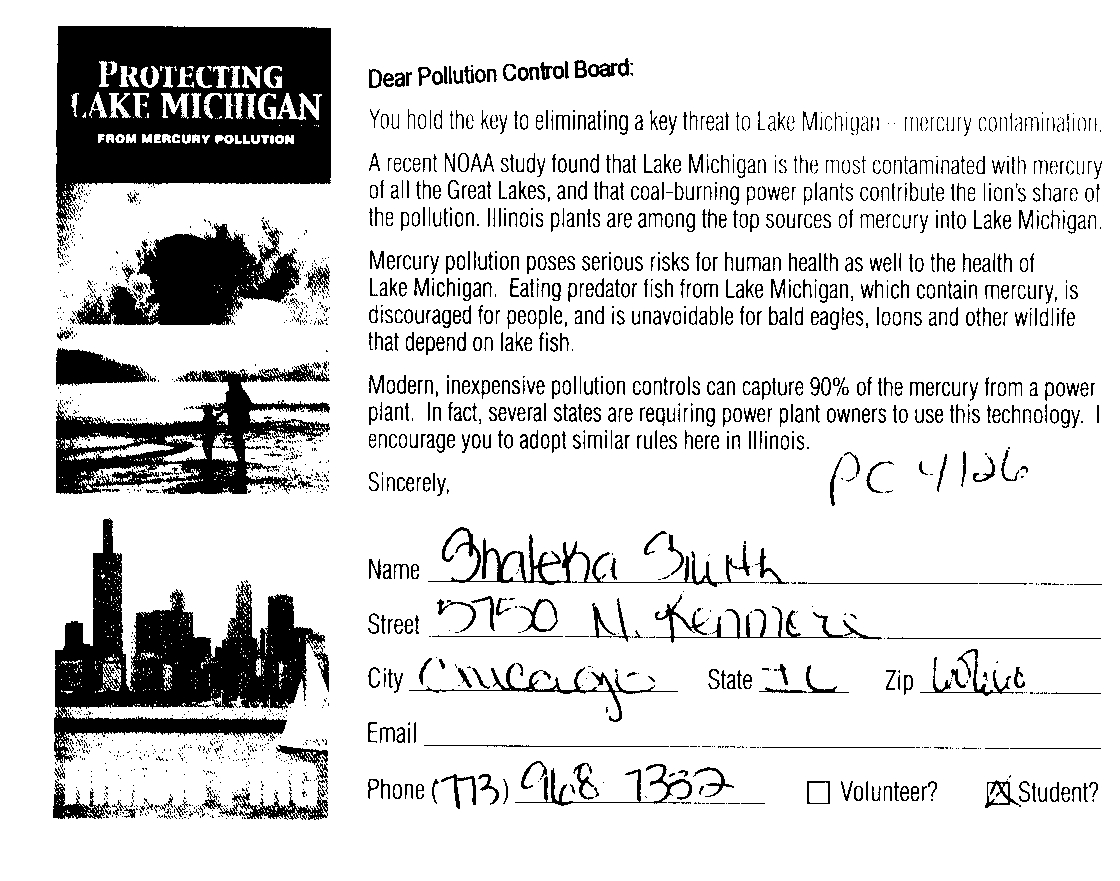 PROTECTING
LAKE MICHIGAN
FROM MERCURY POLLUTION
Dear Pollution Control Board:
You hold the key to eliminating a key threat to Lake Michigan -- mercury contamination.
A recent NOAA study found that Lake Michigan is the most contaminated with mercury
of all the Great Lakes, and that coal-burning power plants contribute the lion's share of
the pollution. Illinois plants are among the top sources of mercury into Lake Michigan.
Mercury pollution poses serious risks for human health as well to the health of
Lake Michigan. Eating predator fish from Lake Michigan, which contain mercury, is
discouraged for people, and is unavoidable for bald eagles, loons and other wildlife
that depend on lake fish.
Modern, inexpensive pollution controls can capture 90% of the mercury from a power
plant. In fact, several states are requiring power plant owners to use this technology. I
encourage you to adopt similar rules here in Illinois.
Sincerely,
PC 4126
Name Shalena Smith
Street 5750 N. Kenmore
City Chicago State IL Zip
Email
Phone (773) 968 7332 Volunteer? Student?